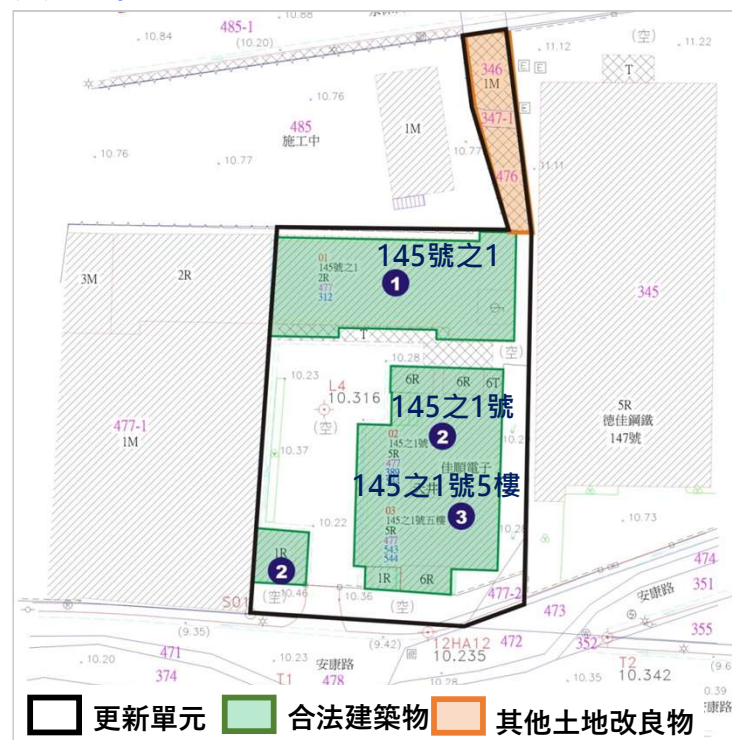 485-1
10.88
10.84
(10.20)
(空)
11.22
11.12
346
1M
E
E
T
10.76
485
施工中
1M
347-1
E
10.76
10.77
10.77
476
11.11
145號之1
01
145號之1
2R
477
312
1
3M
2R
345
T
(空)
10.28
10.23
6R
6R
6T
L4
10.316
(空)
145之1號
5R
德佳鋼鐵
147號
477-1
1M
02
145之1號
5R
477
389
2
10.37
佳順電子
145之1號5樓
03
145之1號五樓
5R
477
543
544
3
10.22
10.28
10.73
1R
2
1R
6R
474
477-2
安康路
351
S01
(空)
10.46
10.36
(空)
473
(9.35)
(9.42)
12HA12
10.235
472
352
355
471
374
10.20
10.23
安康路
478
T1
10.28
10.35
T2
10.342
(9.6
0.39
更新單元
合法建築物
其他土地改良物